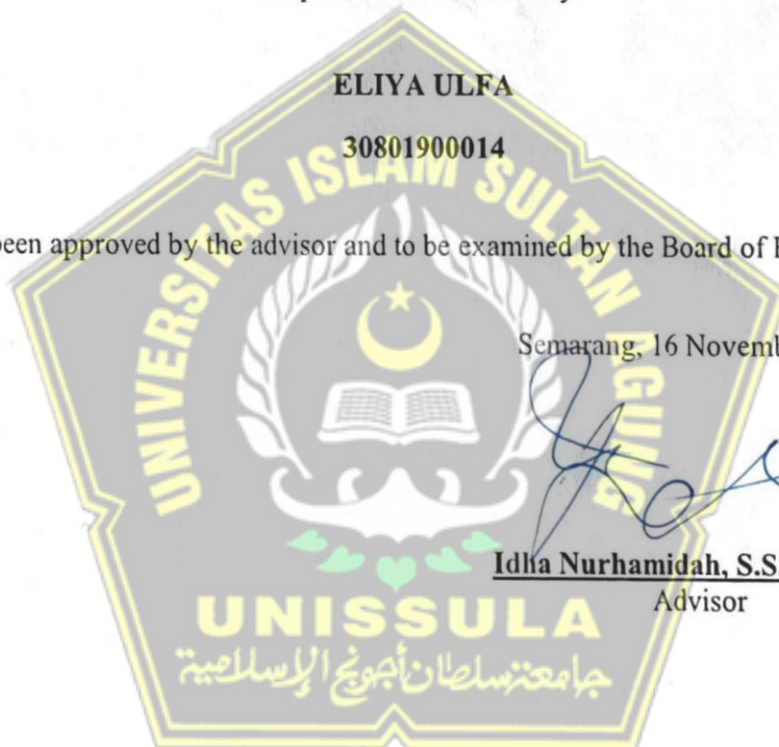 ELIYA ULFA
30801900014
been approved by the advisor and to be examined by the Board of
Semarang, 16 Novemb
Idha Nurhamidah, S.S.
Advisor
UNIVERSITAS ISLAM SULTAN AGUNG
UNISSULA
جامعة سلطان أجونج الإسلامية